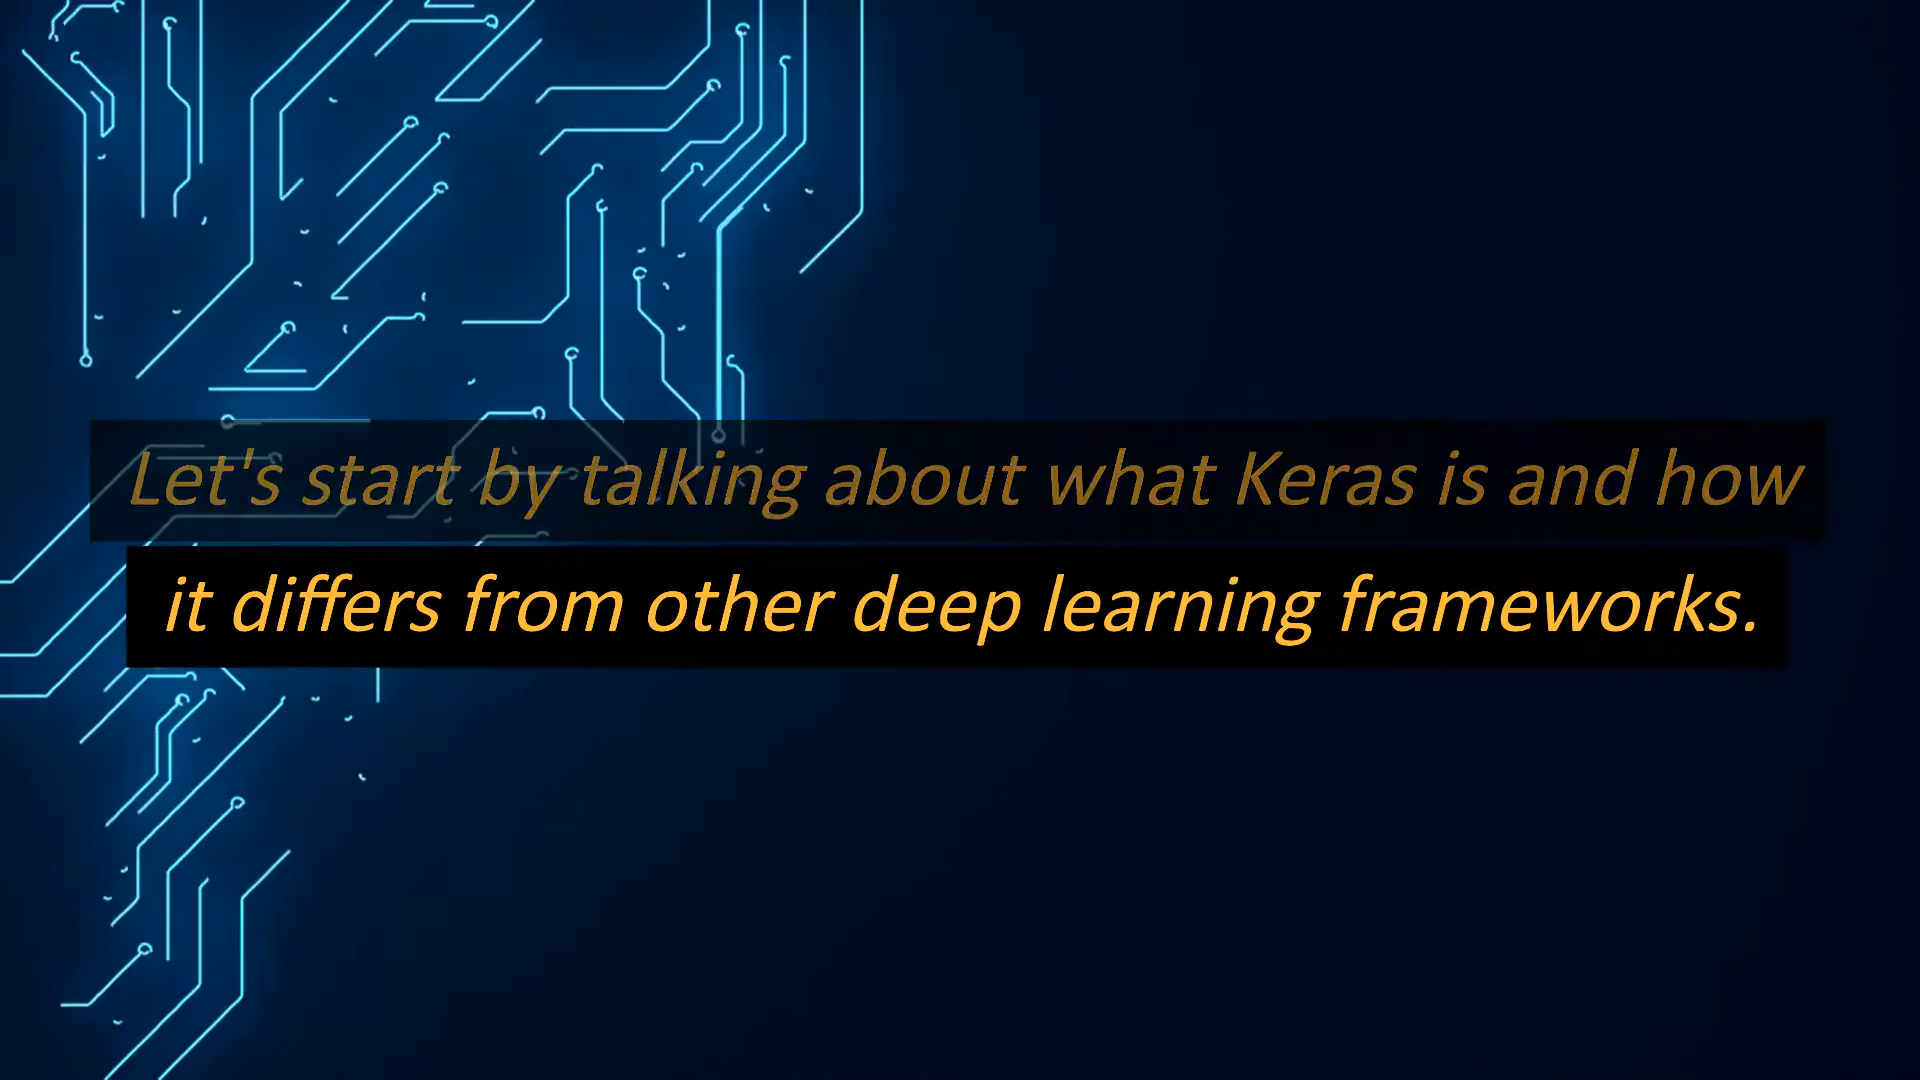 Let's start by talking about what Keras is and how
it differs from other deep learning frameworks.